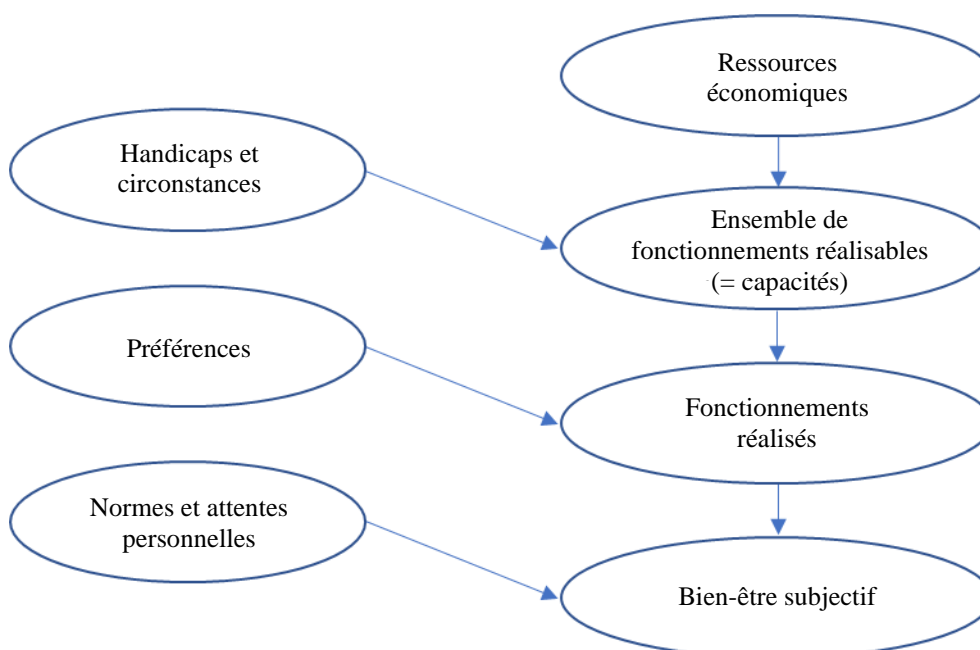 Ressources
économiques
Handicaps et
circonstances
Ensemble de
fonctionnements réalisables
(= capacités)
Préférences
Fonctionnements
réalisés
Normes et attentes
personnelles
Bien-être subjectif